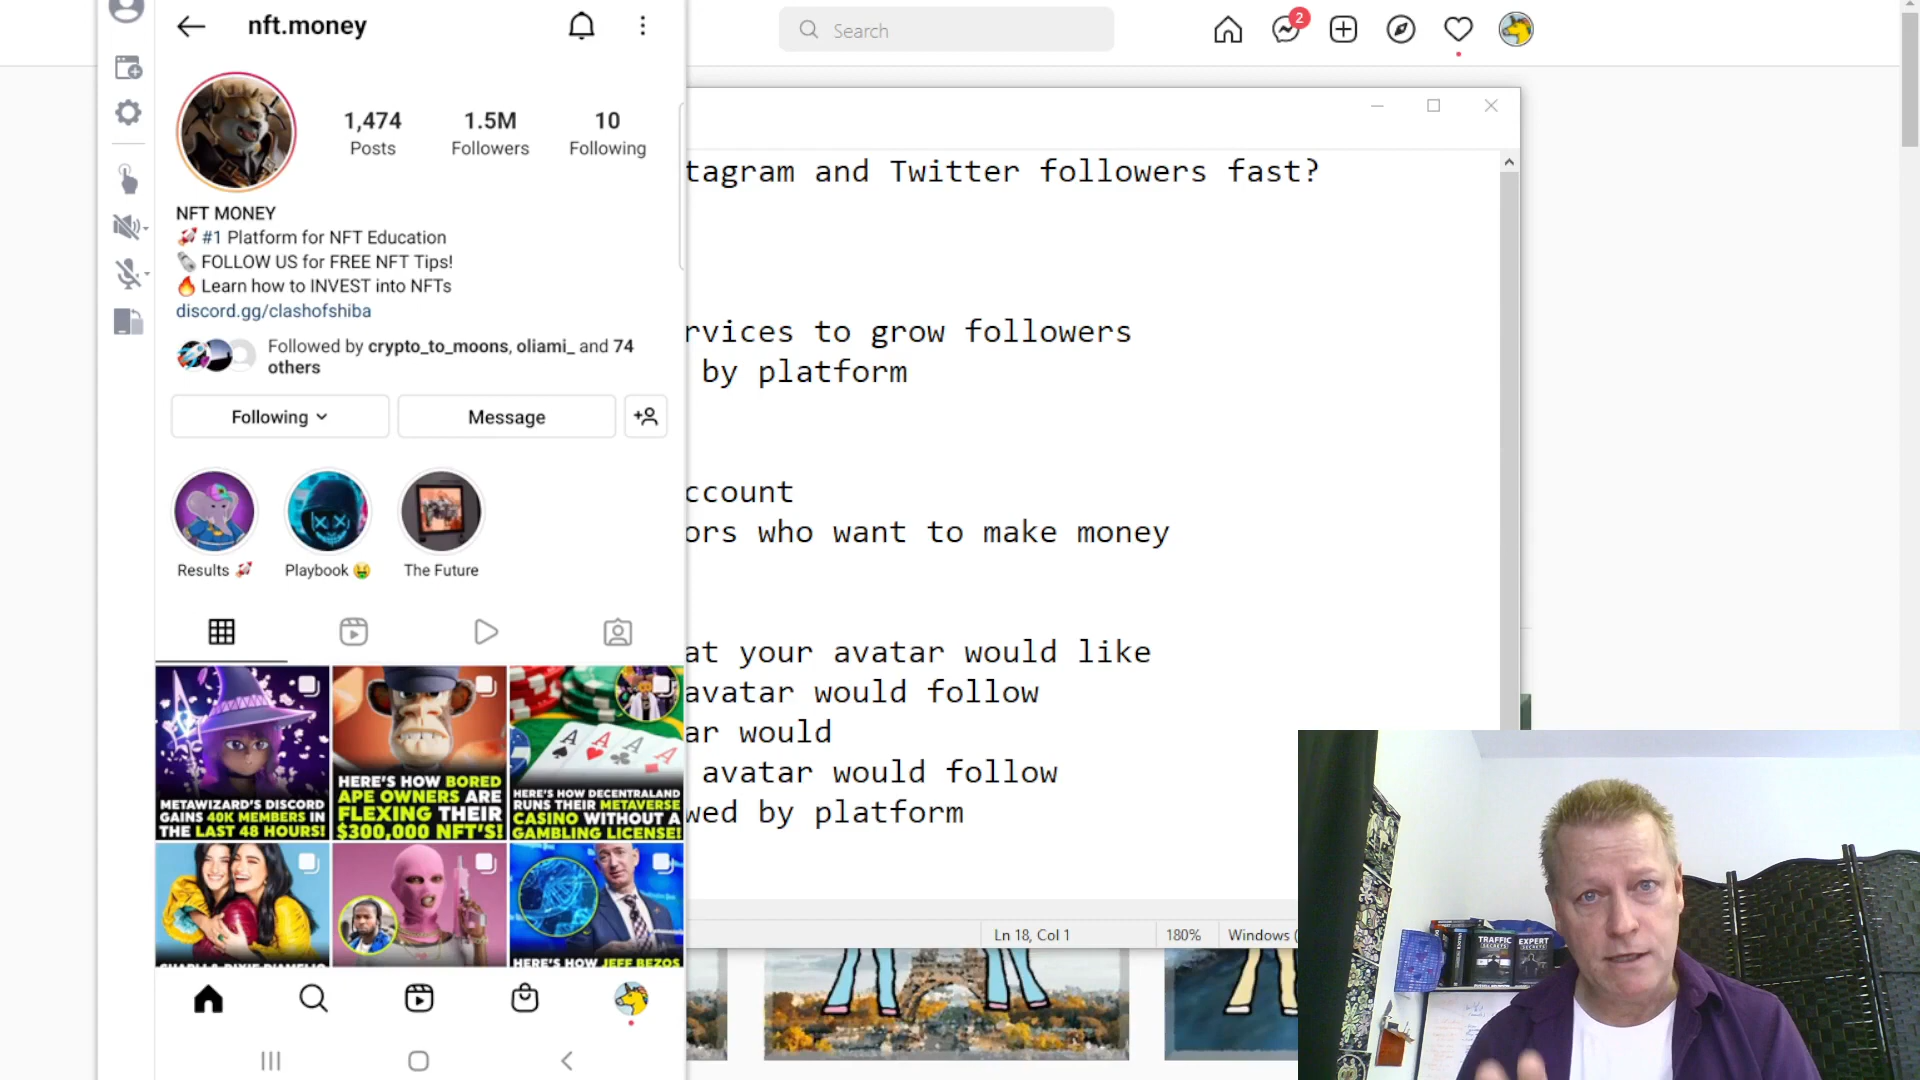 nft.money
1,474
Posts
1.5M
Followers
10
Following
NFT MONEY
🚀 #1 Platform for NFT Education
🗞 FOLLOW US for FREE NFT Tips!
🔥 Learn how to INVEST into NFTs
discord.gg/clashofshiba
Followed by crypto_to_moons, oliami_ and 74
others
Following
Message
Results 🚀
Playbook 🤑
The Future
METAWIZARD'S DISCORD
GAINS 40K MEMBERS IN
THE LAST 48 HOURS!
HERE'S HOW BORED
APE OWNERS ARE
FLEXING THEIR
$300,000 NFT'S!
HERE'S HOW DECENTRALAND
RUNS THEIR METAVERSE
CASINO WITHOUT A
GAMBLING LICENSE!
HERE'S HOW JEFF BEZOS
Search
2
tagram and Twitter followers fast?
rvices to grow followers
by platform
ccount
ors who want to make money
at your avatar would like
avatar would follow
ar would
avatar would follow
wed by platform
Ln 18, Col 1
180%
Windows (
TRAFFIC
SECRETS
EXPERT
SECRETS